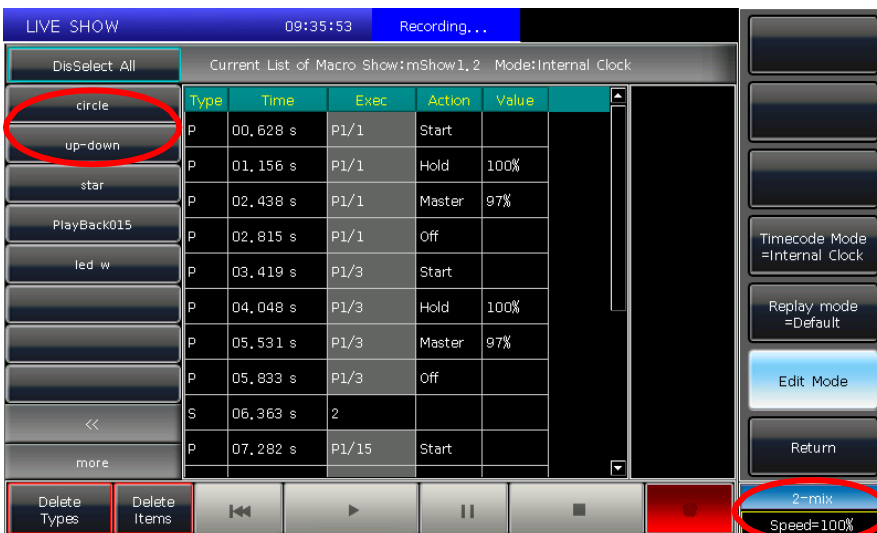 LIVE SHOW 09:35:53 Recording...
DisSelect All
Current List of Macro Show:mShow1.2 Mode:Internal Clock
circle
up-down
star
PlayBack015
led w
<<
more
Type Time Exec Action Value
P 00.628 s P1/1 Start
P 01.156 s P1/1 Hold 100%
P 02.438 s P1/1 Master 97%
P 02.815 s P1/1 Off
P 03.419 s P1/3 Start
P 04.048 s P1/3 Hold 100%
P 05.531 s P1/3 Master 97%
P 05.833 s P1/3 Off
S 06.363 s 2
P 07.282 s P1/15 Start
Timecode Mode
=Internal Clock
Replay mode
=Default
Edit Mode
Return
2-mix
Speed=100%
Delete
Types
Delete
Items